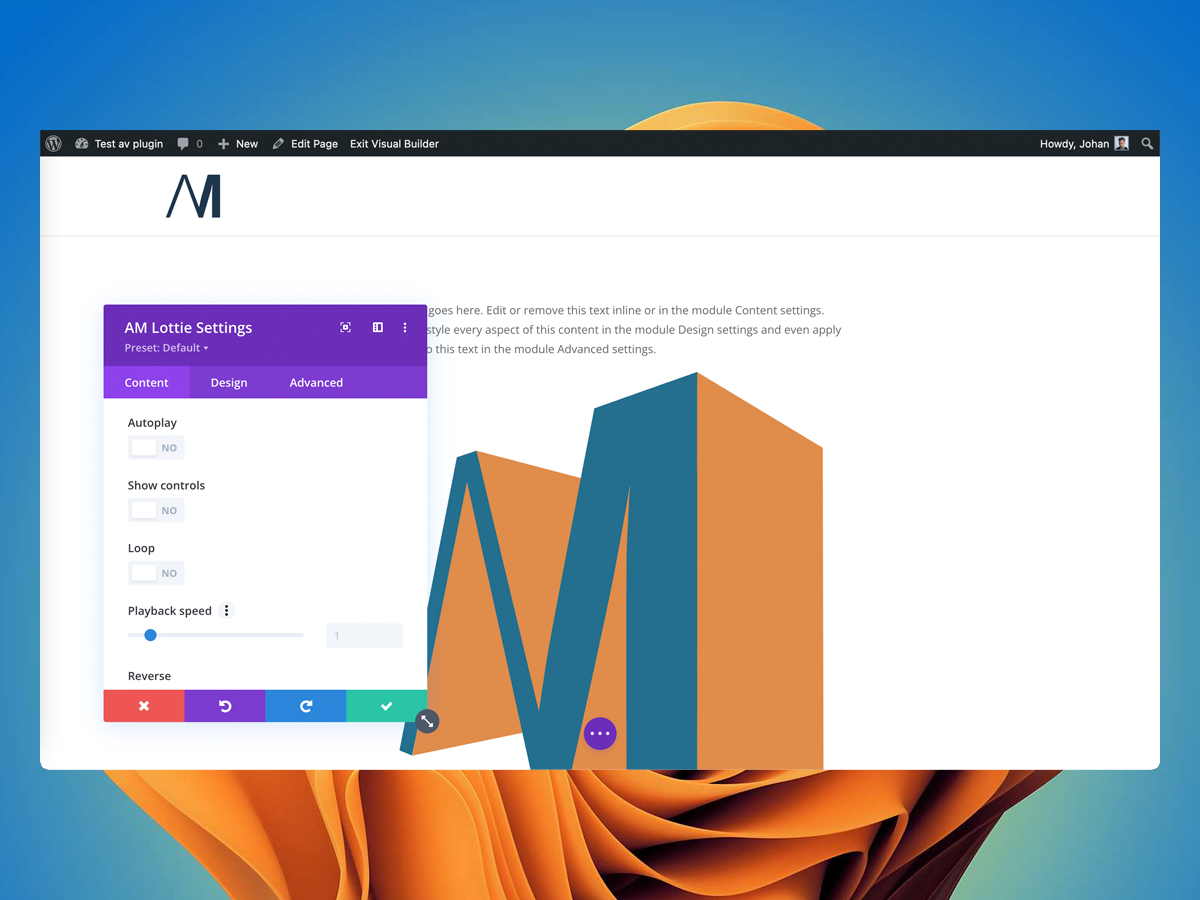 Test av plugin 0 New Edit Page Exit Visual Builder Howdy, Johan
AM
goes here. Edit or remove this text inline or in the module Content settings.
style every aspect of this content in the module Design settings and even apply
this text in the module Advanced settings.
AM Lottie Settings
Preset: Default
Content Design Advanced
Autoplay
NO
Show controls
NO
Loop
NO
Playback speed
1
Reverse